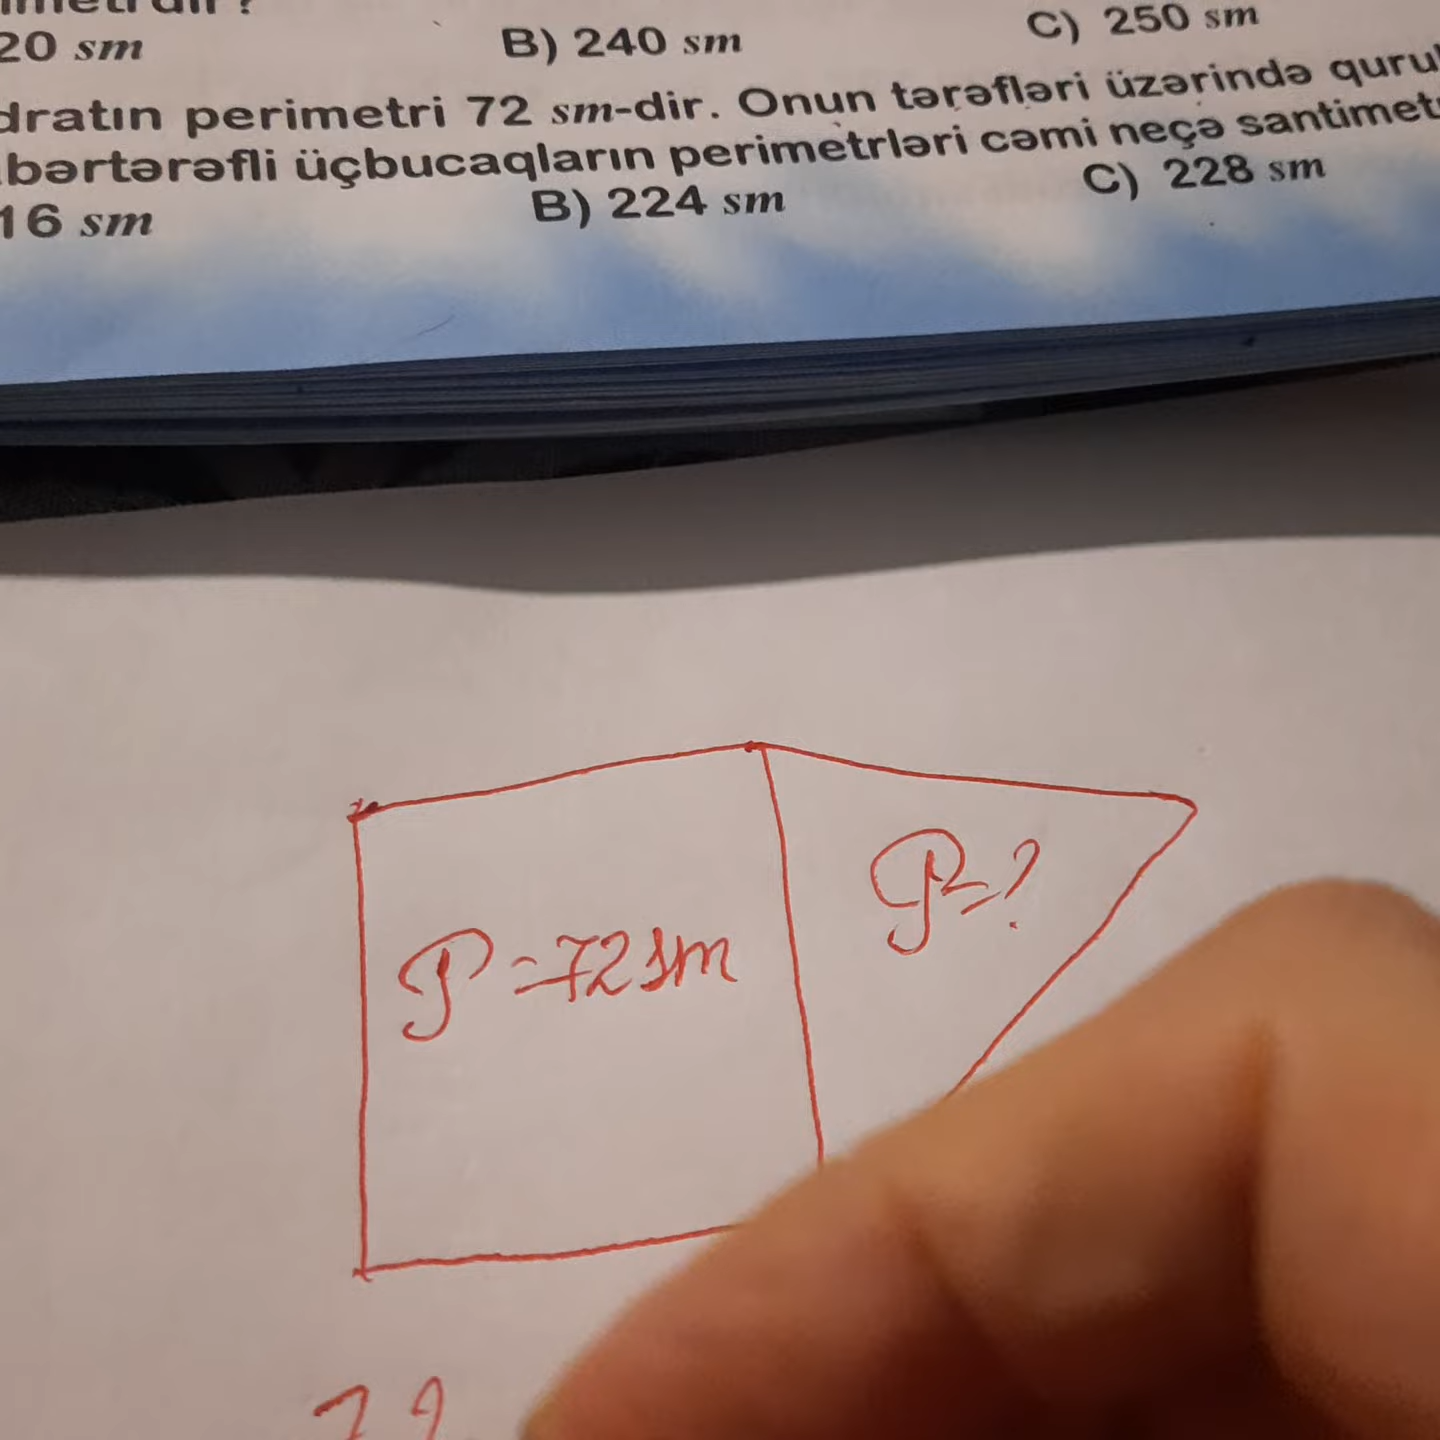 20 sm B) 240 sm C) 250 sm
dratın perimetri 72 sm-dir. Onun tərəfləri üzərində qurul
bərtərəfli üçbucaqların perimetrləri cəmi neçə santimet
16 sm B) 224 sm C) 228 sm
P=?
P=72sm